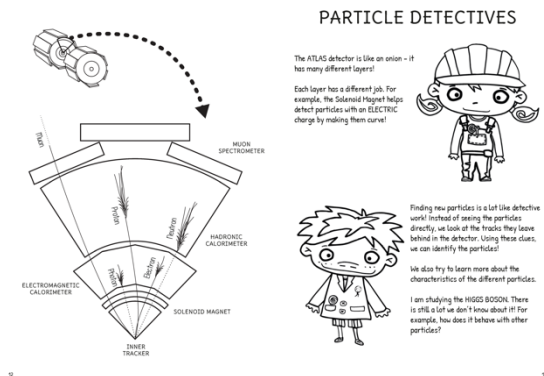 PARTICLE DETECTIVES
The ATLAS detector is like an onion – it
has many different layers!
Each layer has a different job. For
example, the Solenoid Magnet helps
detect particles with an ELECTRIC
charge by making them curve!
Muon
MUON
SPECTROMETER
Proton
Neutron
HADRONIC
CALORIMETER
Photon
Electron
ELECTROMAGNETIC
CALORIMETER
SOLENOID MAGNET
INNER
TRACKER
Finding new particles is a lot like detective
work! Instead of seeing the particles
directly, we look at the tracks they leave
behind in the detector. Using these clues,
we can identify the particles!
We also try to learn more about the
characteristics of the different particles.
I am studying the HIGGS BOSON. There
is still a lot we don't know about it! For
example, how does it behave with other
particles?